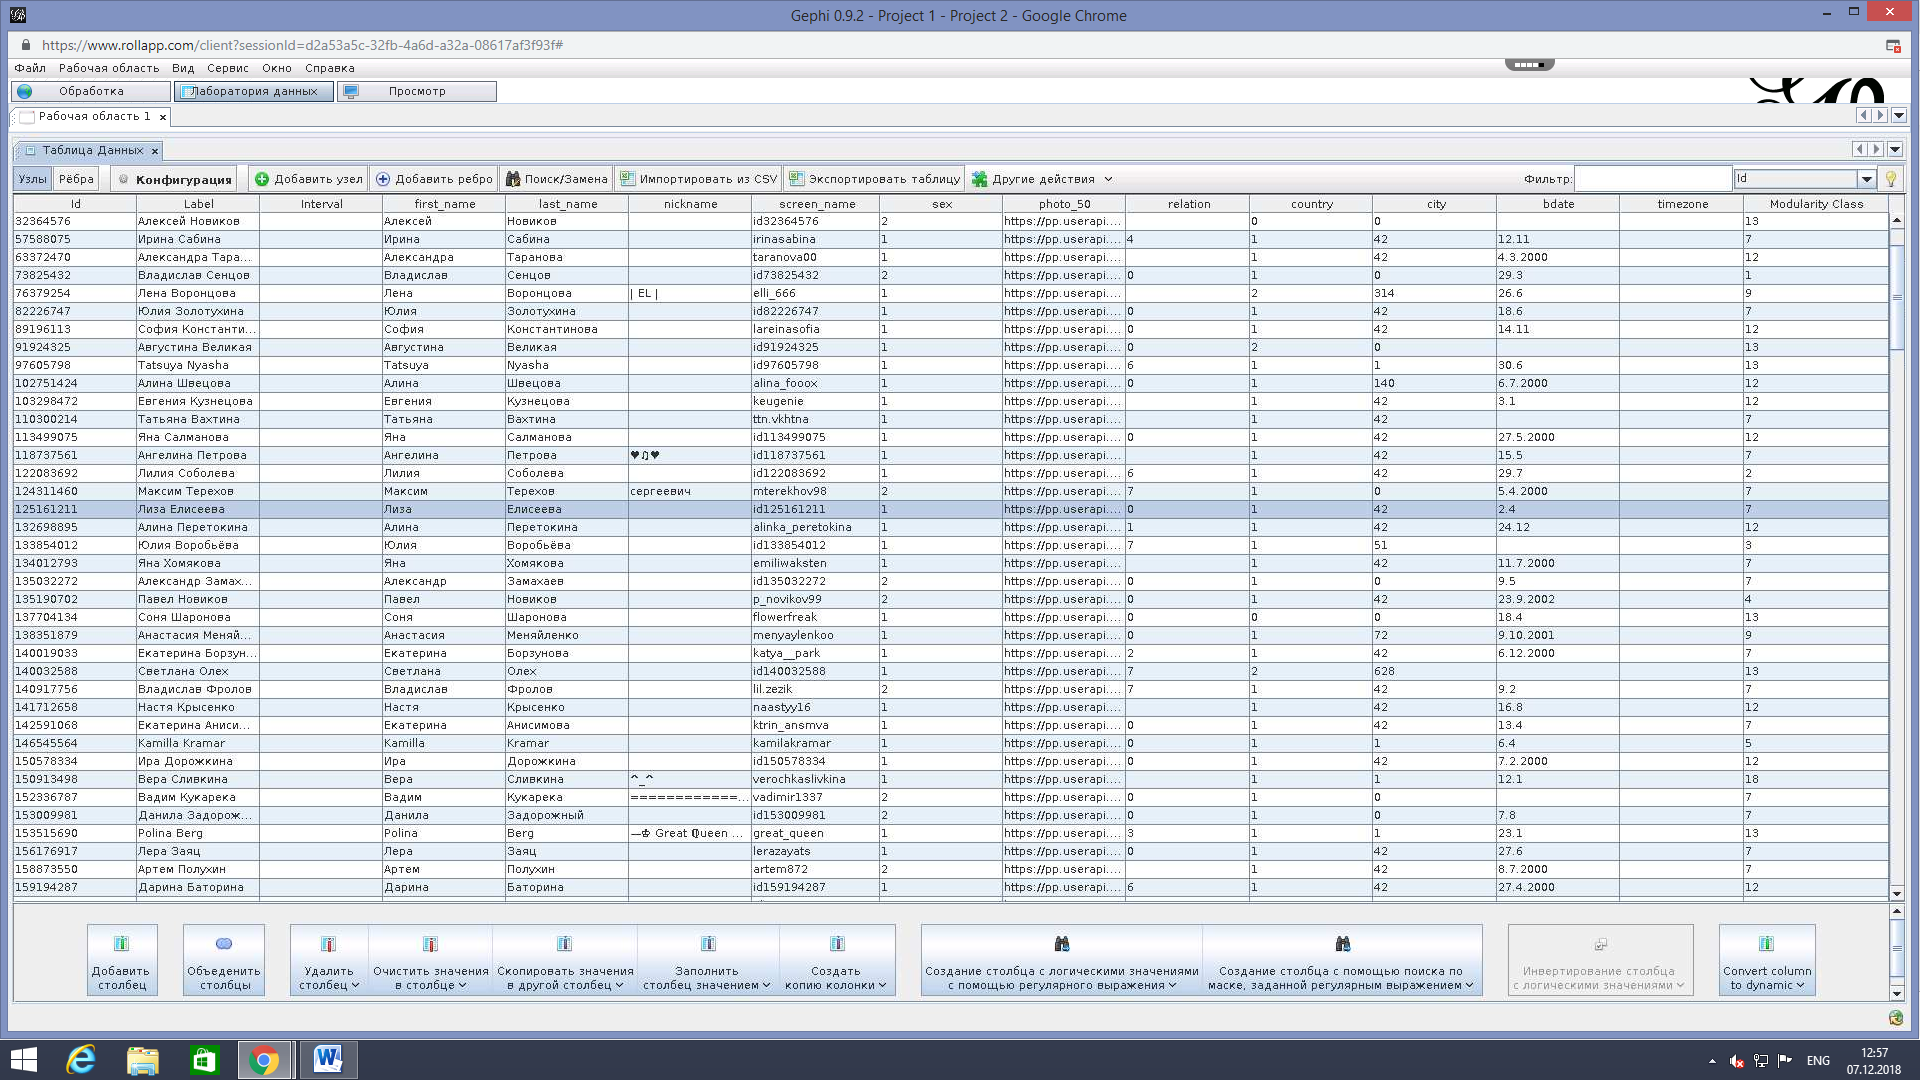 Gephi 0.9.2 - Project 1 - Project 2 - Google Chrome
https://www.rollapp.com/client?sessionId=d2a53a5c-32fb-4a6d-a32a-08617af3f93f#
Файл Рабочая область Вид Сервис Окно Справка
Обработка Лаборатория данных Просмотр
Рабочая область 1 ×
Таблица Данных ×
Узлы Рёбра Конфигурация Добавить узел Добавить ребро Поиск/Замена Импортировать из CSV Экспортировать таблицу Другие действия Фильтр: Id
Id Label Interval first_name last_name nickname screen_name sex photo_50 relation country city bdate timezone Modularity Class
32364576 Алексей Новиков Алексей Новиков id32364576 2 https://pp.userapi.... 0 0 13
57588075 Ирина Сабина Ирина Сабина irinasabina 1 https://pp.userapi.... 4 1 42 12.11 7
63372470 Александра Тара... Александра Таранова taranova00 1 https://pp.userapi.... 1 42 4.3.2000 12
73825432 Владислав Сенцов Владислав Сенцов id73825432 2 https://pp.userapi.... 0 1 0 29.3 1
76379254 Лена Воронцова Лена Воронцова | EL | elli_666 1 https://pp.userapi.... 2 314 26.6 9
82226747 Юлия Золотухина Юлия Золотухина id82226747 1 https://pp.userapi.... 0 1 42 18.6 7
89196113 София Константи... София Константинова lareinasofia 1 https://pp.userapi.... 0 1 42 14.11 12
91924325 Августина Великая Августина Великая id91924325 1 https://pp.userapi.... 0 2 0 13
97605798 Tatsuya Nyasha Tatsuya Nyasha id97605798 1 https://pp.userapi.... 6 1 1 30.6 13
102751424 Алина Швецова Алина Швецова alina_fooox 1 https://pp.userapi.... 0 1 140 6.7.2000 12
103298472 Евгения Кузнецова Евгения Кузнецова keugenie 1 https://pp.userapi.... 1 42 3.1 12
110300214 Татьяна Вахтина Татьяна Вахтина ttn.vkhtna 1 https://pp.userapi.... 1 42 7
113499075 Яна Салманова Яна Салманова id113499075 1 https://pp.userapi.... 0 1 42 27.5.2000 12
118737561 Ангелина Петрова Ангелина Петрова ♥♫♥ id118737561 1 https://pp.userapi.... 1 42 15.5 7
122083692 Лилия Соболева Лилия Соболева id122083692 1 https://pp.userapi.... 6 1 42 29.7 2
124311460 Максим Терехов Максим Терехов сергеевич mterekhov98 2 https://pp.userapi.... 7 1 0 5.4.2000 7
125161211 Лиза Елисеева Лиза Елисеева id125161211 1 https://pp.userapi.... 0 1 42 2.4 7
132698895 Алина Перетокина Алина Перетокина alinka_peretokina 1 https://pp.userapi.... 1 1 42 24.12 12
133854012 Юлия Воробьёва Юлия Воробьёва id133854012 1 https://pp.userapi.... 7 1 51 3
134012793 Яна Хомякова Яна Хомякова emiliwaksten 1 https://pp.userapi.... 1 42 11.7.2000 7
135032272 Александр Замах... Александр Замахаев id135032272 2 https://pp.userapi.... 0 1 0 9.5 7
135190702 Павел Новиков Павел Новиков p_novikov99 2 https://pp.userapi.... 0 1 42 23.9.2002 4
137704134 Соня Шаронова Соня Шаронова flowerfreak 1 https://pp.userapi.... 0 0 0 18.4 13
138351879 Анастасия Меняй... Анастасия Меняйленко menyaylenkoo 1 https://pp.userapi.... 0 1 72 9.10.2001 9
140019033 Екатерина Борзун... Екатерина Борзунова katya__park 1 https://pp.userapi.... 2 1 42 6.12.2000 7
140032588 Светлана Олех Светлана Олех id140032588 1 https://pp.userapi.... 7 2 628 13
140917756 Владислав Фролов Владислав Фролов lil.zezik 2 https://pp.userapi.... 7 1 42 9.2 7
141712658 Настя Крысенко Настя Крысенко naastyy16 1 https://pp.userapi.... 1 42 16.8 12
142591068 Екатерина Аниси... Екатерина Анисимова ktrin_ansmva 1 https://pp.userapi.... 0 1 42 13.4 7
146545564 Kamilla Kramar Kamilla Kramar kamilakramar 1 https://pp.userapi.... 0 1 1 6.4 5
150578334 Ира Дорожкина Ира Дорожкина id150578334 1 https://pp.userapi.... 0 1 42 7.2.2000 12
150913498 Вера Сливкина Вера Сливкина ^_^ verochkaslivkina 1 https://pp.userapi.... 1 1 12.1 18
152336787 Вадим Кукарека Вадим Кукарека ============... vadimir1337 2 https://pp.userapi.... 0 1 0 7
153009981 Данила Задорож... Данила Задорожный id153009981 2 https://pp.userapi.... 0 1 0 7.8 7
153515690 Polina Berg Polina Berg —♔ Great Queen ... great_queen 1 https://pp.userapi.... 3 1 1 23.1 13
156176917 Лера Заяц Лера Заяц lerazayats 1 https://pp.userapi.... 0 1 42 27.6 7
158873550 Артем Полухин Артем Полухин artem872 2 https://pp.userapi.... 1 42 8.7.2000 7
159194287 Дарина Баторина Дарина Баторина id159194287 1 https://pp.userapi.... 6 1 42 27.4.2000 12
Добавить столбец
Объеденить столбцы
Удалить столбец
Очистить значения в столбце
Скопировать значения в другой столбец
Заполнить столбец значением
Создать копию колонки
Создание столбца с логическими значениями с помощью регулярного выражения
Создание столбца с помощью поиска по маске, заданной регулярным выражением
Инвертирование столбца с логическими значениями
Convert column to dynamic
ENG
12:57
07.12.2018